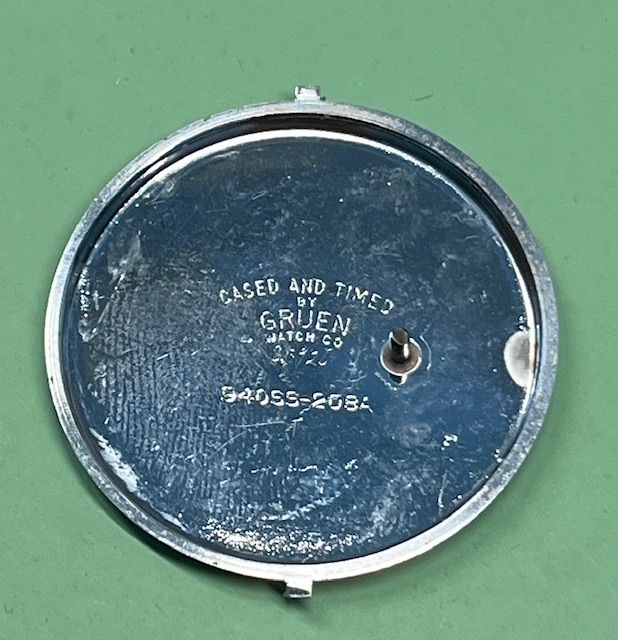 CASED AND TIMED
BY
GRUEN
WATCH CO
940SS-208A